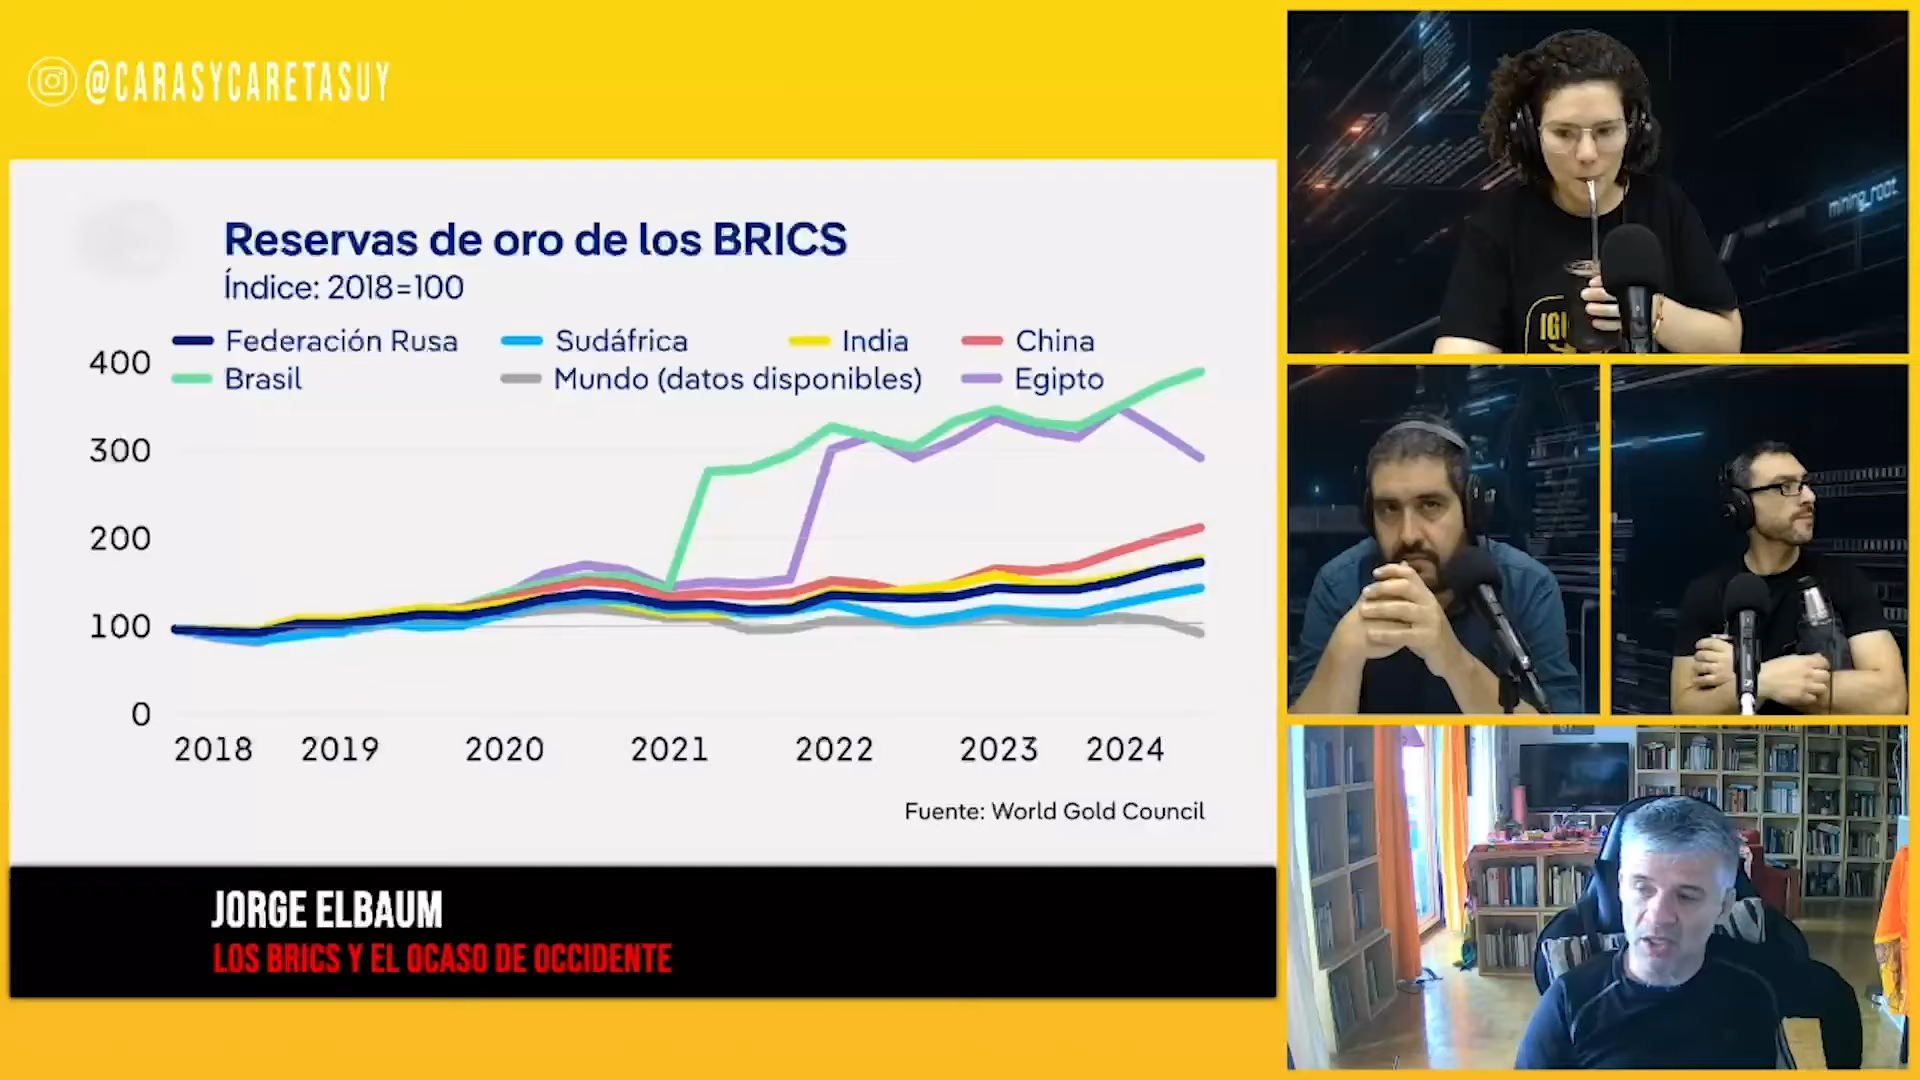 @CARASYCARETASUY
Reservas de oro de los BRICS
Índice: 2018=100
Federación Rusa
Sudáfrica
India
China
Brasil
Mundo (datos disponibles)
Egipto
400
300
200
100
0
2018 2019 2020 2021 2022 2023 2024
Fuente: World Gold Council
JORGE ELBAUM
LOS BRICS Y EL OCASO DE OCCIDENTE
mining_root